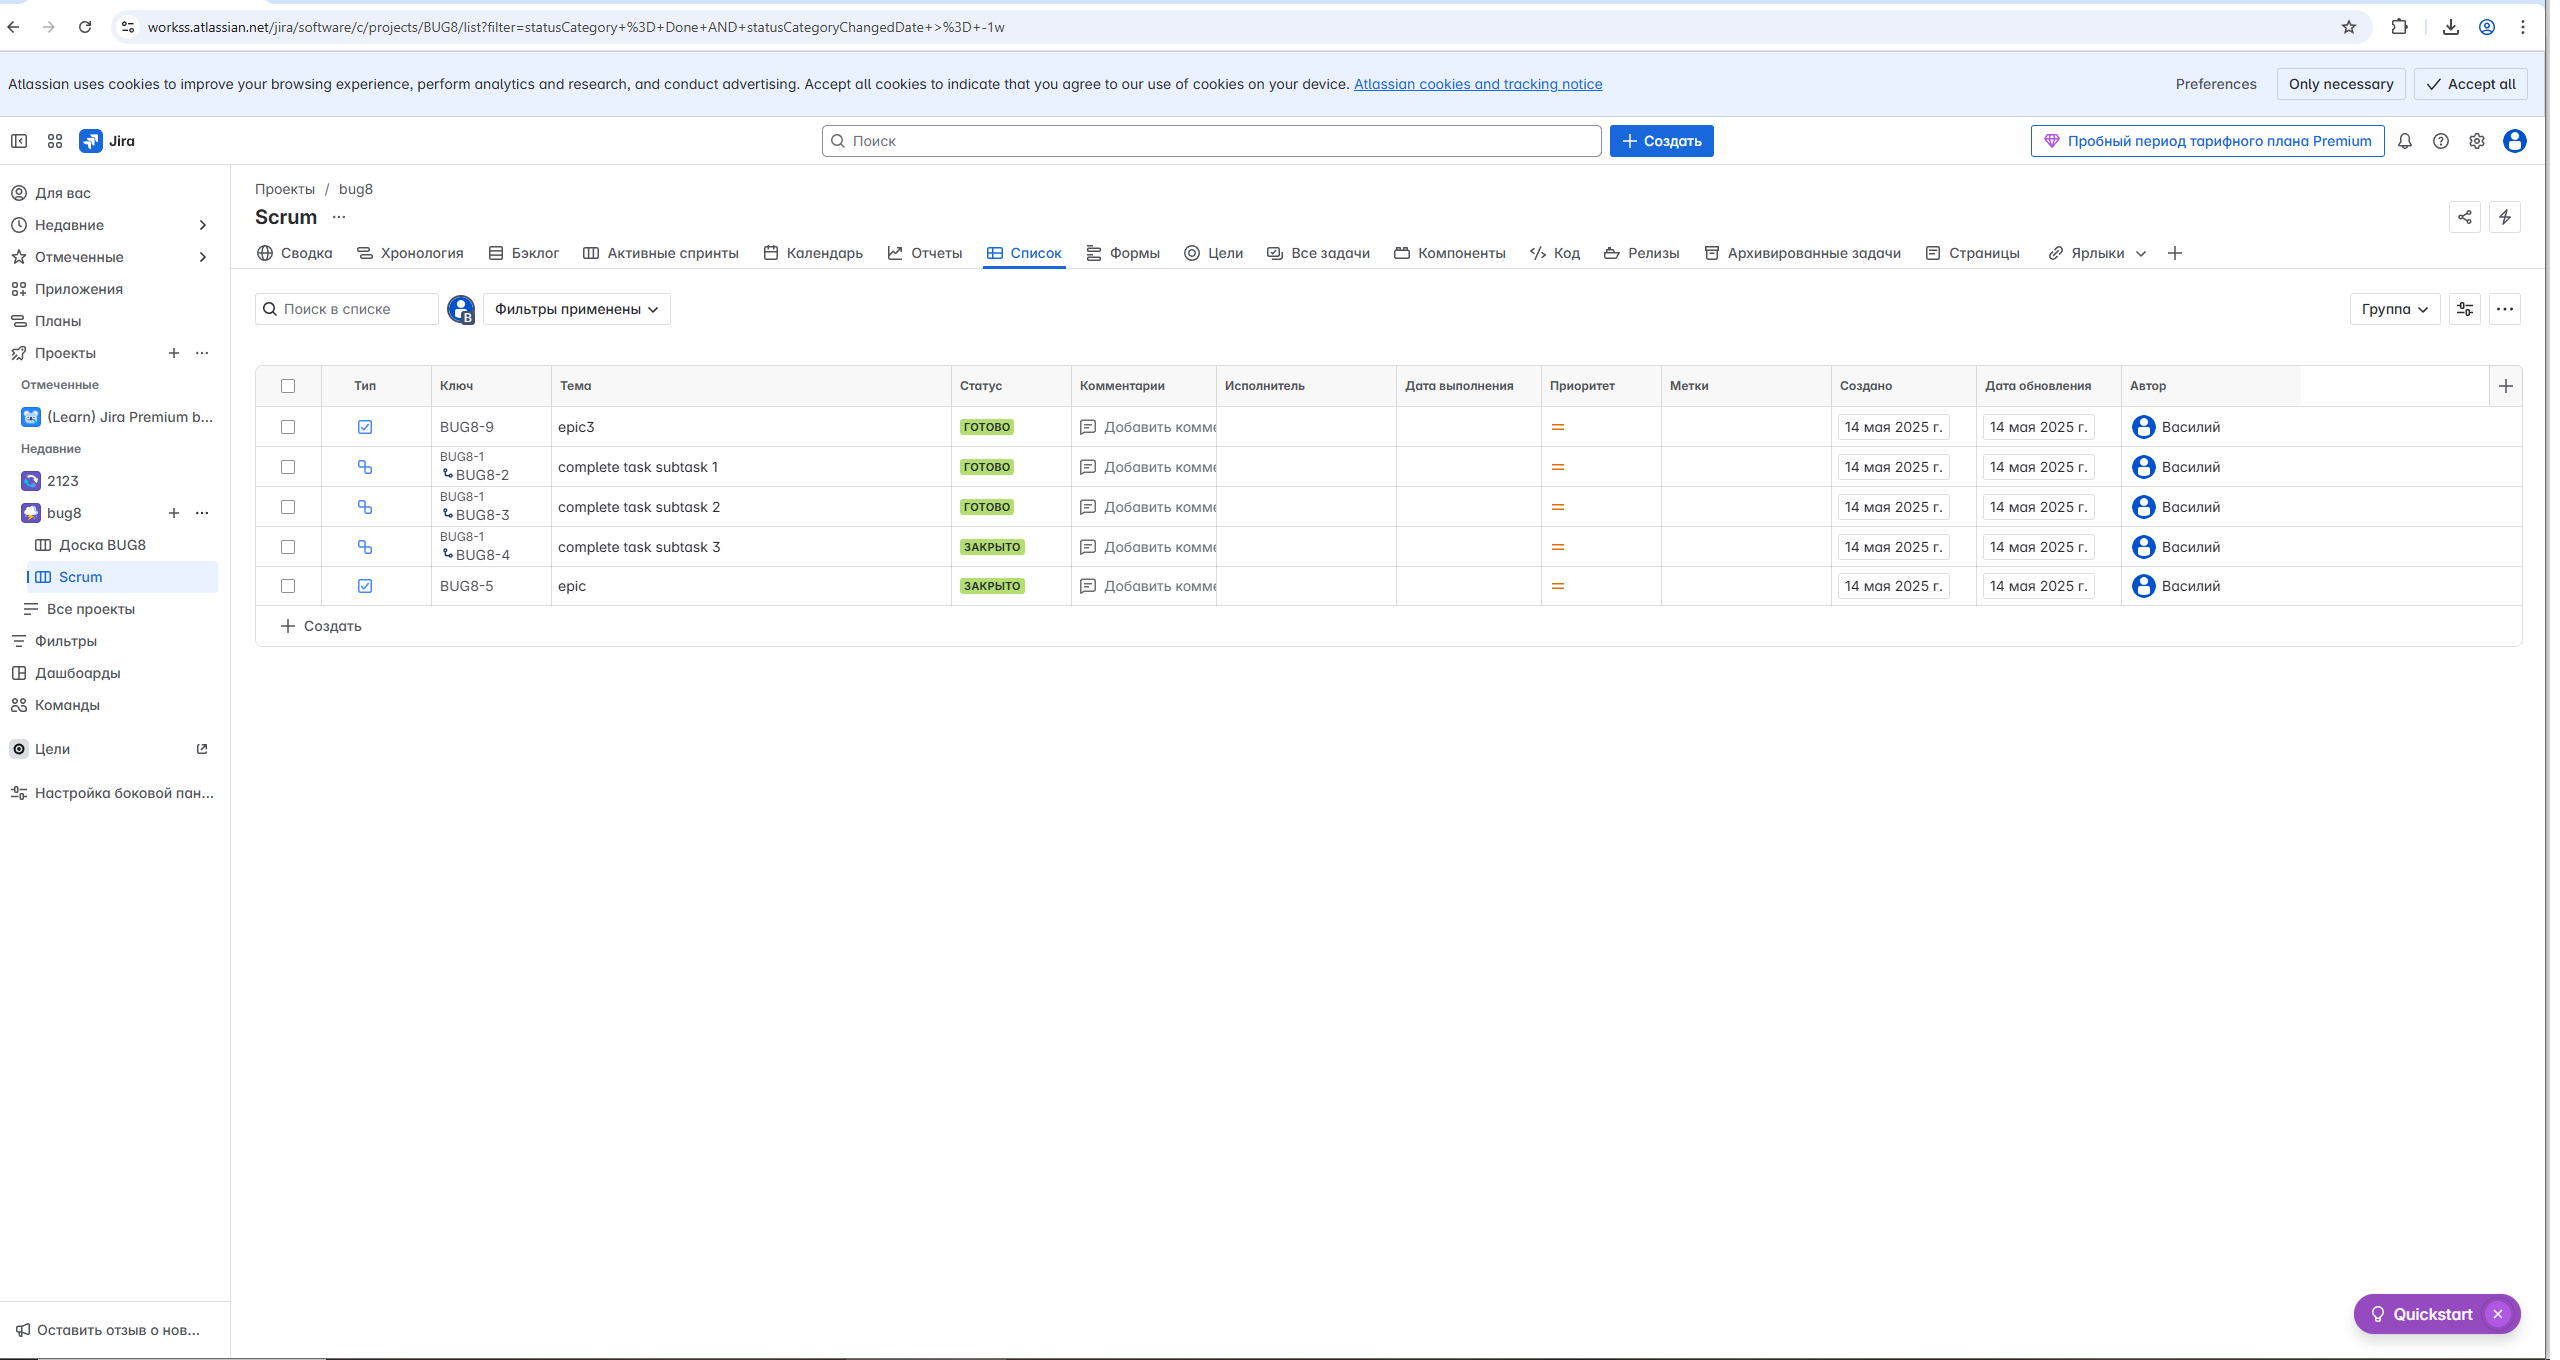 workss.atlassian.net/jira/software/c/projects/BUG8/list?filter=statusCategory+%3D+Done+AND+statusCategoryChangedDate+>%3D+-1w
Atlassian uses cookies to improve your browsing experience, perform analytics and research, and conduct advertising. Accept all cookies to indicate that you agree to our use of cookies on your device. Atlassian cookies and tracking notice Preferences Only necessary Accept all
Jira Поиск Создать Пробный период тарифного плана Premium
Для вас
Недавние
Отмеченные
Приложения
Планы
Проекты
Отмеченные
(Learn) Jira Premium b...
Недавние
2123
bug8
Доска BUG8
Scrum
Все проекты
Фильтры
Дашбоарды
Команды
Цели
Настройка боковой пан...
Оставить отзыв о нов...
Проекты / bug8
Scrum
Сводка Хронология Бэклог Активные спринты Календарь Отчеты Список Формы Цели Все задачи Компоненты Код Релизы Архивированные задачи Страницы Ярлыки
Поиск в списке B Фильтры применены Группа
Тип Ключ Тема Статус Комментарии Исполнитель Дата выполнения Приоритет Метки Создано Дата обновления Автор
BUG8-9 epic3 ГОТОВО Добавить комме 14 мая 2025 г. 14 мая 2025 г. Василий
BUG8-1
BUG8-2 complete task subtask 1 ГОТОВО Добавить комме 14 мая 2025 г. 14 мая 2025 г. Василий
BUG8-1
BUG8-3 complete task subtask 2 ГОТОВО Добавить комме 14 мая 2025 г. 14 мая 2025 г. Василий
BUG8-1
BUG8-4 complete task subtask 3 ЗАКРЫТО Добавить комме 14 мая 2025 г. 14 мая 2025 г. Василий
BUG8-5 epic ЗАКРЫТО Добавить комме 14 мая 2025 г. 14 мая 2025 г. Василий
Создать
Quickstart